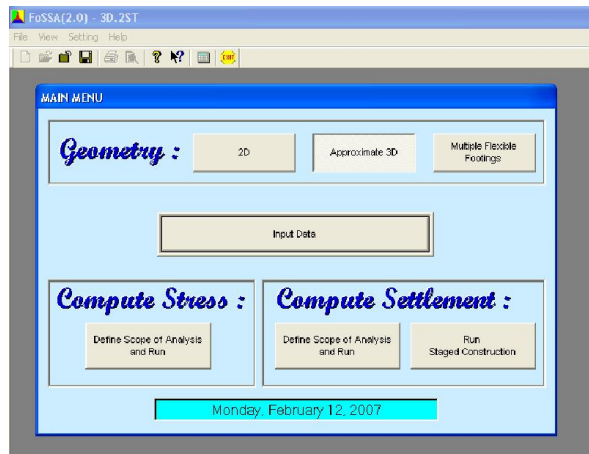 FoSSA(2.0) - 3D.2ST
File View Setting Help
EXIT
MAIN MENU
Geometry :
2D
Approximate 3D
Multiple Flexible
Footings
Input Data
Compute Stress :
Define Scope of Analysis
and Run
Compute Settlement :
Define Scope of Analysis
and Run
Run
Staged Construction
Monday, February 12, 2007